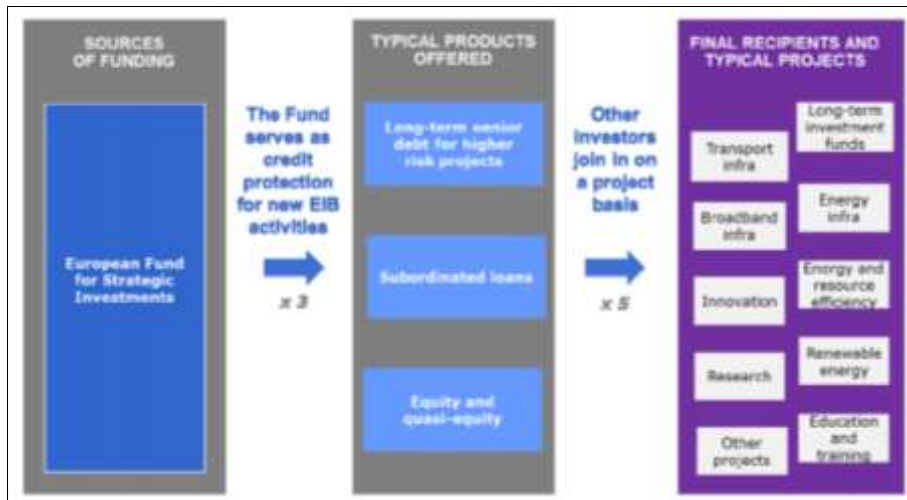 SOURCES
OF FUNDING
European Fund
for Strategic
Investments
The Fund
serves as
credit
protection
for new EIB
activities
x 3
TYPICAL PRODUCTS
OFFERED
Long-term senior
debt for higher
risk projects
Subordinated loans
Equity and
quasi-equity
Other
investors
join in on
a project
basis
x 5
FINAL RECIPIENTS AND
TYPICAL PROJECTS
Transport
infra
Long-term
investment
funds
Broadband
infra
Energy
infra
Innovation
Energy and
resource
efficiency
Research
Renewable
energy
Other
projects
Education
and
training